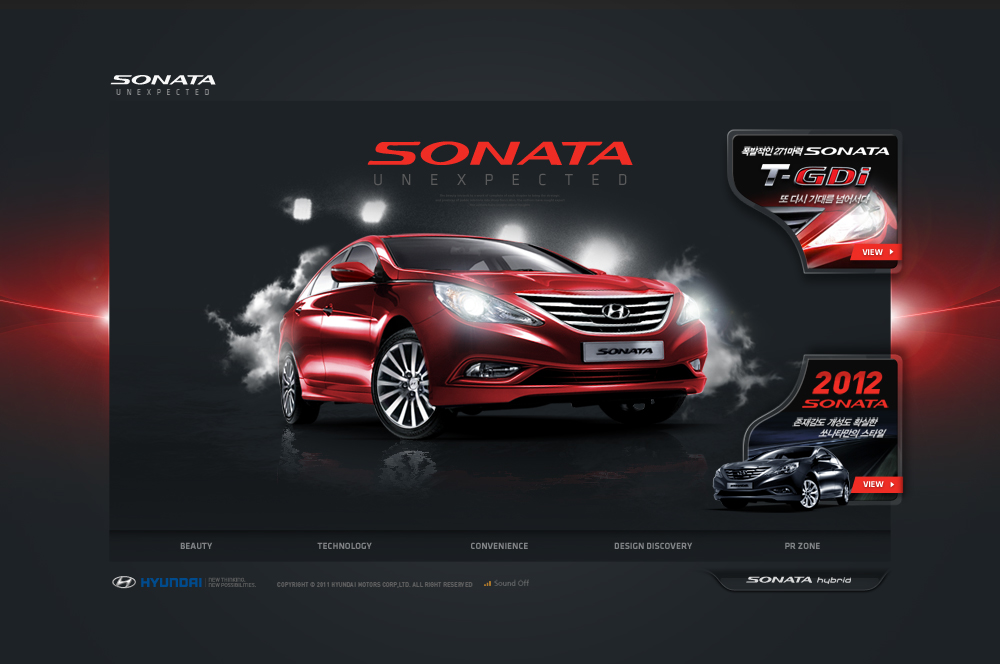 SONATA
UNEXPECTED
SONATA
UNEXPECTED
폭발적인 271마력 SONATA
T-GDi
또 다시 기대를 넘어서다
VIEW
SONATA
2012
SONATA
존재감도 개성도 확실한
쏘나타만의 스타일
VIEW
BEAUTY
TECHNOLOGY
CONVENIENCE
DESIGN DISCOVERY
PR ZONE
HYUNDAI
NEW THINKING.
NEW POSSIBILITIES.
COPYRIGHT © 2011 HYUNDAI MOTORS CORP,LTD. ALL RIGHT RESERVED
Sound Off
SONATA hybrid